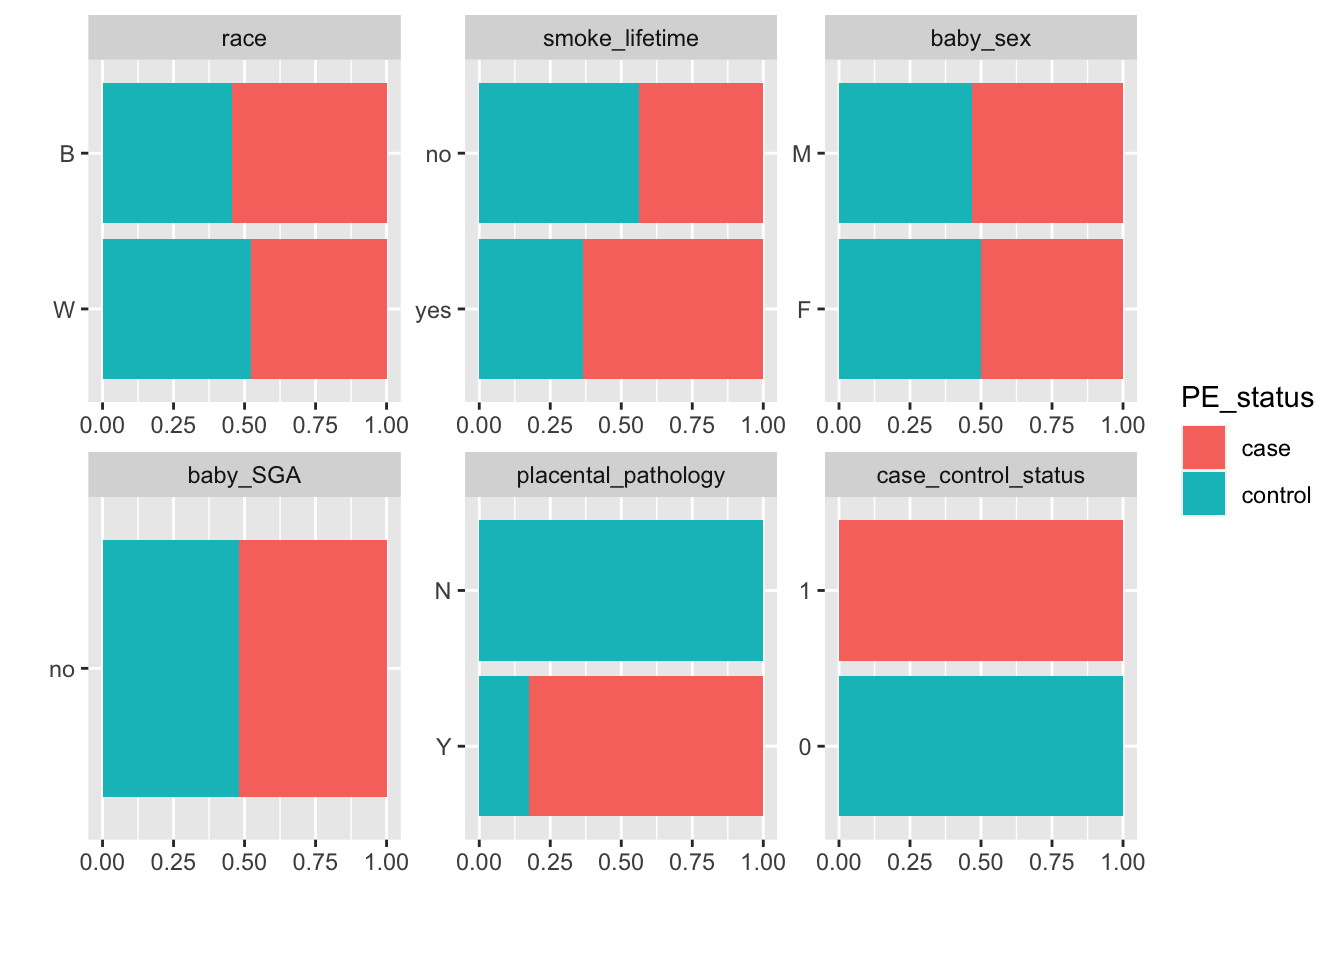 race
smoke_lifetime
baby_sex
B
W
no
yes
M
F
0.00 0.25 0.50 0.75 1.00
0.00 0.25 0.50 0.75 1.00
0.00 0.25 0.50 0.75 1.00
baby_SGA
placental_pathology
case_control_status
no
N
Y
1
0
0.00 0.25 0.50 0.75 1.00
0.00 0.25 0.50 0.75 1.00
0.00 0.25 0.50 0.75 1.00
PE_status
case
control